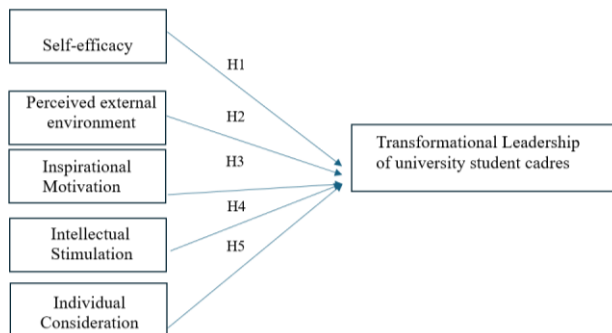 Self-efficacy
H1
Perceived external
environment
H2
Transformational Leadership
of university student cadres
Inspirational
Motivation
H3
Intellectual
Stimulation
H4
H5
Individual
Consideration